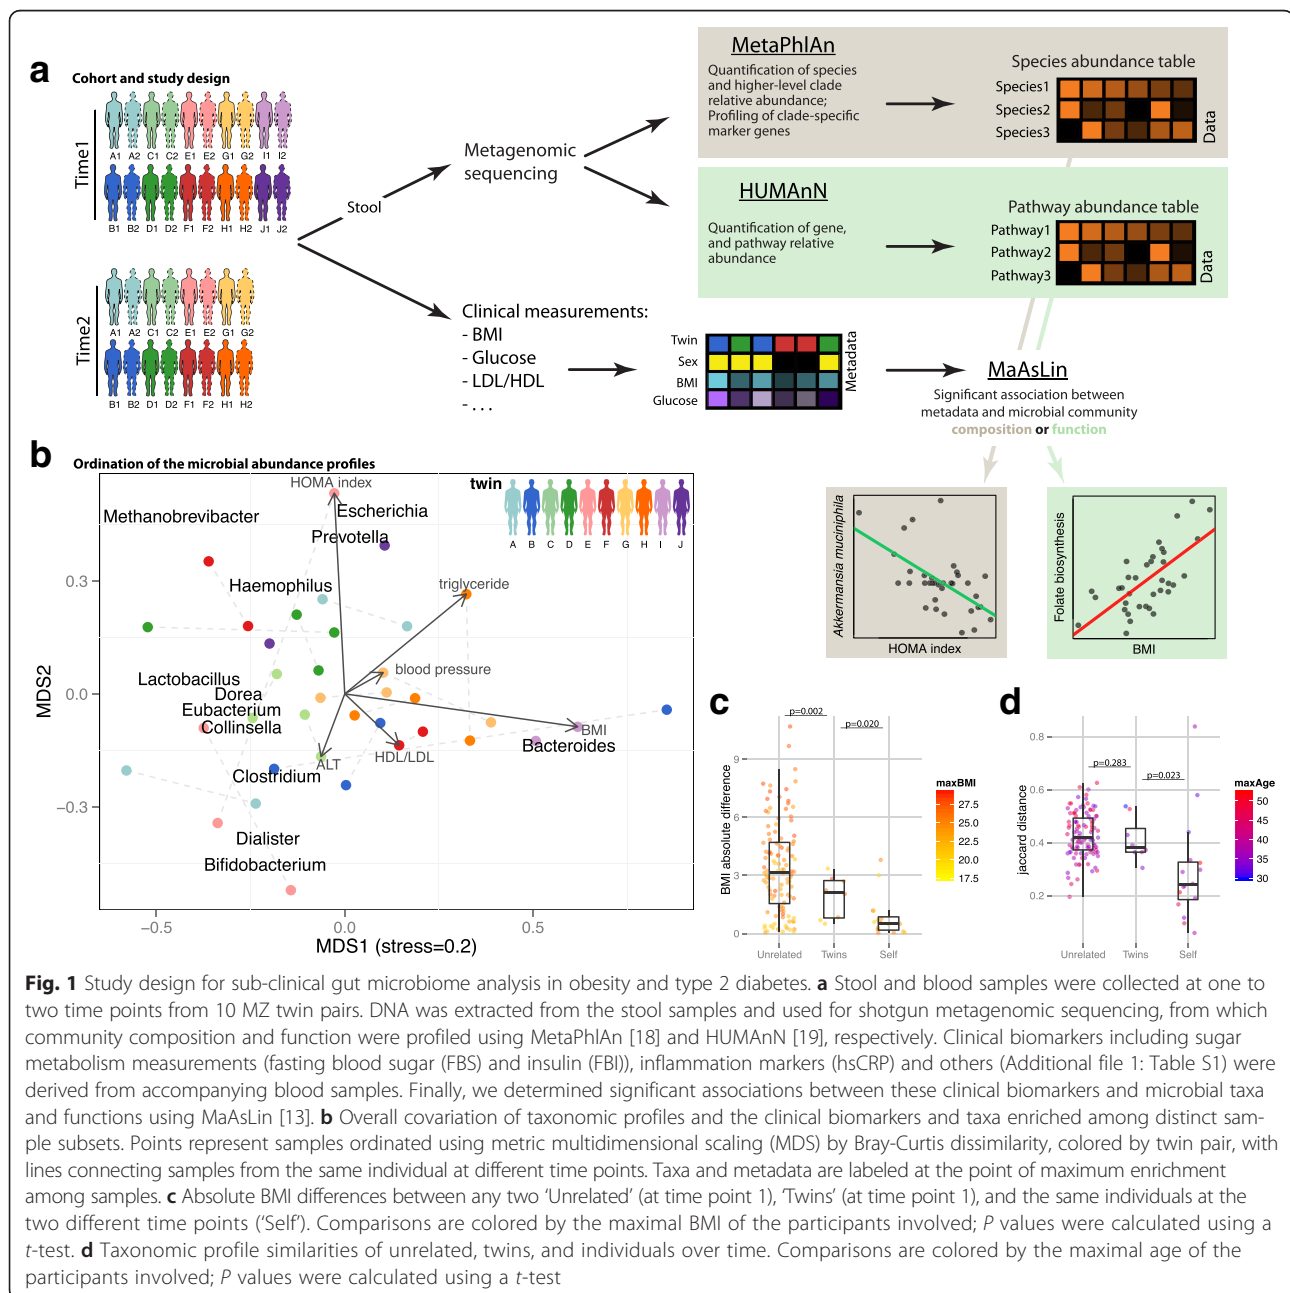 a
Cohort and study design
Time1
A1 A2 C1 C2 E1 E2 G1 G2 I1 I2
B1 B2 D1 D2 F1 F2 H1 H2 J1 J2
Time2
A1 A2 C1 C2 E1 E2 G1 G2
B1 B2 D1 D2 F1 F2 H1 H2
Stool
Metagenomic
sequencing
Clinical measurements:
- BMI
- Glucose
- LDL/HDL
- . . .
MetaPhlAn
Quantification of species
and higher-level clade
relative abundance;
Profiling of clade-specific
marker genes
Species abundance table
Species1
Species2
Species3
Data
HUMAnN
Quantification of gene,
and pathway relative
abundance
Pathway abundance table
Pathway1
Pathway2
Pathway3
Data
Twin
Sex
BMI
Glucose
Metadata
MaAsLin
Significant association between
metadata and microbial community
composition or function
Akkermansia muciniphila
HOMA index
Folate biosynthesis
BMI
b
Ordination of the microbial abundance profiles
twin
A B C D E F G H I J
HOMA index
Methanobrevibacter
Escherichia
Prevotella
Haemophilus
triglyceride
blood pressure
Lactobacillus
Dorea
Eubacterium
Collinsella
BMI
Bacteroides
HDL/LDL
ALT
Clostridium
Dialister
Bifidobacterium
MDS2
0.3
0.0
−0.3
−0.5 0.0 0.5
MDS1 (stress=0.2)
c
p=0.002
p=0.020
BMI absolute difference
9
6
3
0
Unrelated Twins Self
maxBMI
27.5
25.0
22.5
20.0
17.5
d
p=0.283
p=0.023
jaccard distance
0.8
0.6
0.4
0.2
Unrelated Twins Self
maxAge
50
45
40
35
30
Fig. 1 Study design for sub-clinical gut microbiome analysis in obesity and type 2 diabetes. a Stool and blood samples were collected at one to
two time points from 10 MZ twin pairs. DNA was extracted from the stool samples and used for shotgun metagenomic sequencing, from which
community composition and function were profiled using MetaPhlAn [18] and HUMAnN [19], respectively. Clinical biomarkers including sugar
metabolism measurements (fasting blood sugar (FBS) and insulin (FBI)), inflammation markers (hsCRP) and others (Additional file 1: Table S1) were
derived from accompanying blood samples. Finally, we determined significant associations between these clinical biomarkers and microbial taxa
and functions using MaAsLin [13]. b Overall covariation of taxonomic profiles and the clinical biomarkers and taxa enriched among distinct sam-
ple subsets. Points represent samples ordinated using metric multidimensional scaling (MDS) by Bray-Curtis dissimilarity, colored by twin pair, with
lines connecting samples from the same individual at different time points. Taxa and metadata are labeled at the point of maximum enrichment
among samples. c Absolute BMI differences between any two ‘Unrelated’ (at time point 1), ‘Twins’ (at time point 1), and the same individuals at the
two different time points (‘Self’). Comparisons are colored by the maximal BMI of the participants involved; P values were calculated using a
t-test. d Taxonomic profile similarities of unrelated, twins, and individuals over time. Comparisons are colored by the maximal age of the
participants involved; P values were calculated using a t-test